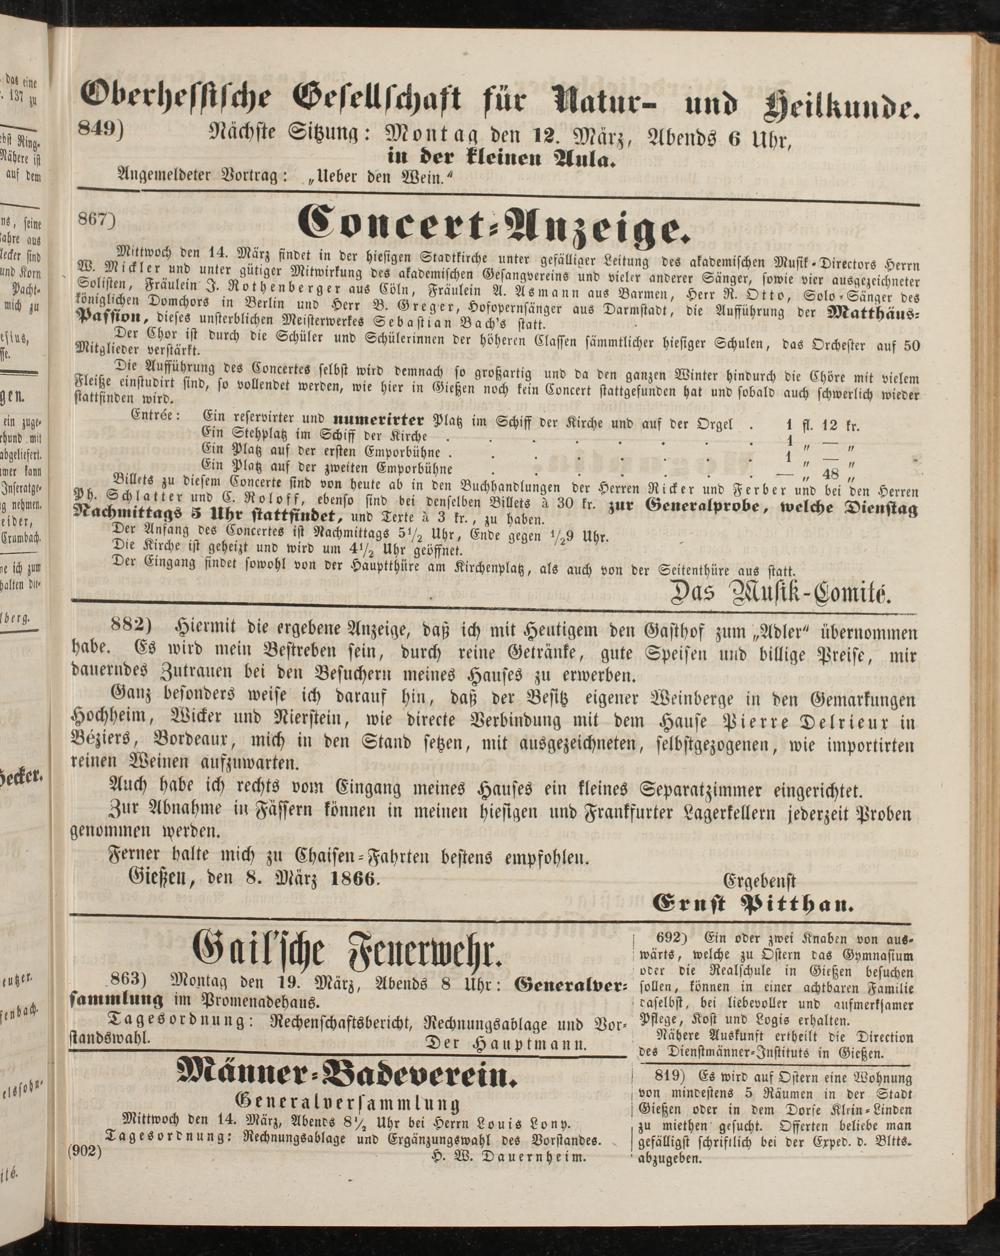 Oberhessische Gesellschaft für Natur- und Heilkunde.
849) Nächste Sitzung: Montag den 12. März, Abends 6 Uhr,
in der kleinen Aula.
Angemeldeter Vortrag: „Ueber den Wein.“
867) Concert-Anzeige.
Mittwoch den 14. März findet in der hiesigen Stadtkirche unter gefälliger Leitung des akademischen Musik-Directors Herrn
W. Mickler und unter gütiger Mitwirkung des akademischen Gesangvereins und vieler anderer Sänger, sowie vier ausgezeichneter
Solisten, Fräulein J. Rothenberger aus Cöln, Fräulein A. Asmann aus Barmen, Herr R. Otto, Solo-Sänger des
königlichen Domchors in Berlin und Herr B. Greger, Hofopernsänger aus Darmstadt, die Aufführung der Matthäus-
Passion, dieses unsterblichen Meisterwerkes Sebastian Bach's statt.
Der Chor ist durch die Schüler und Schülerinnen der höheren Classen sämmtlicher hiesiger Schulen, das Orchester auf 50
Mitglieder verstärkt.
Die Aufführung des Concertes selbst wird demnach so großartig und da den ganzen Winter hindurch die Chöre mit vielem
Fleiße einstudirt sind, so vollendet werden, wie hier in Gießen noch kein Concert stattgefunden hat und sobald auch schwerlich wieder
stattfinden wird.
Entrée: Ein reservirter und numerirter Platz im Schiff der Kirche und auf der Orgel . 1 fl. 12 kr.
Ein Stehplatz im Schiff der Kirche . . . . . . . . 1 „ — „
Ein Platz auf der ersten Emporbühne . . . . . . . . 1 „ — „
Ein Platz auf der zweiten Emporbühne . . . . . . . . — „ 48 „
Billets zu diesem Concerte sind von heute ab in den Buchhandlungen der Herren Ricker und Ferber und bei den Herren
Ph. Schlatter und C. Roloff, ebenso sind bei denselben Billets à 30 kr. zur Generalprobe, welche Dienstag
Nachmittags 5 Uhr stattfindet, und Texte à 3 kr., zu haben.
Der Anfang des Concertes ist Nachmittags 5½ Uhr, Ende gegen ½9 Uhr.
Die Kirche ist geheizt und wird um 4½ Uhr geöffnet.
Der Eingang findet sowohl von der Hauptthüre am Kirchenplatz, als auch von der Seitenthüre aus statt.
Das Musik-Comité.
882) Hiermit die ergebene Anzeige, daß ich mit Heutigem den Gasthof zum „Adler“ übernommen
habe. Es wird mein Bestreben sein, durch reine Getränke, gute Speisen und billige Preise, mir
dauerndes Zutrauen bei den Besuchern meines Hauses zu erwerben.
Ganz besonders weise ich darauf hin, daß der Besitz eigener Weinberge in den Gemarkungen
Hochheim, Wicker und Nierstein, wie directe Verbindung mit dem Hause Pierre Delrieur in
Béziers, Bordeaux, mich in den Stand setzen, mit ausgezeichneten, selbstgezogenen, wie importirten
reinen Weinen aufzuwarten.
Auch habe ich rechts vom Eingang meines Hauses ein kleines Separatzimmer eingerichtet.
Zur Abnahme in Fässern können in meinen hiesigen und Frankfurter Lagerkellern jederzeit Proben
genommen werden.
Ferner halte mich zu Chaisen-Fahrten bestens empfohlen.
Gießen, den 8. März 1866. Ergebenst
Ernst Pitthan.
Gail'sche Feuerwehr.
863) Montag den 19. März, Abends 8 Uhr: Generalver-
sammlung im Promenadehaus.
Tagesordnung: Rechenschaftsbericht, Rechnungsablage und Vor-
standswahl. Der Hauptmann.
Männer-Badeverein.
Generalversammlung
Mittwoch den 14. März, Abends 8½ Uhr bei Herrn Louis Lony.
Tagesordnung: Rechnungsablage und Ergänzungswahl des Vorstandes.
(902) H. W. Dauernheim.
692) Ein oder zwei Knaben von aus-
wärts, welche zu Ostern das Gymnasium
oder die Realschule in Gießen besuchen
sollen, können in einer achtbaren Familie
daselbst, bei liebevoller und aufmerksamer
Pflege, Kost und Logis erhalten.
Nähere Auskunft ertheilt die Direction
des Dienstmänner-Instituts in Gießen.
819) Es wird auf Ostern eine Wohnung
von mindestens 5 Räumen in der Stadt
Gießen oder in dem Dorfe Klein-Linden
zu miethen gesucht. Offerten beliebe man
gefälligst schriftlich bei der Exped. d. Bltts.
abzugeben.